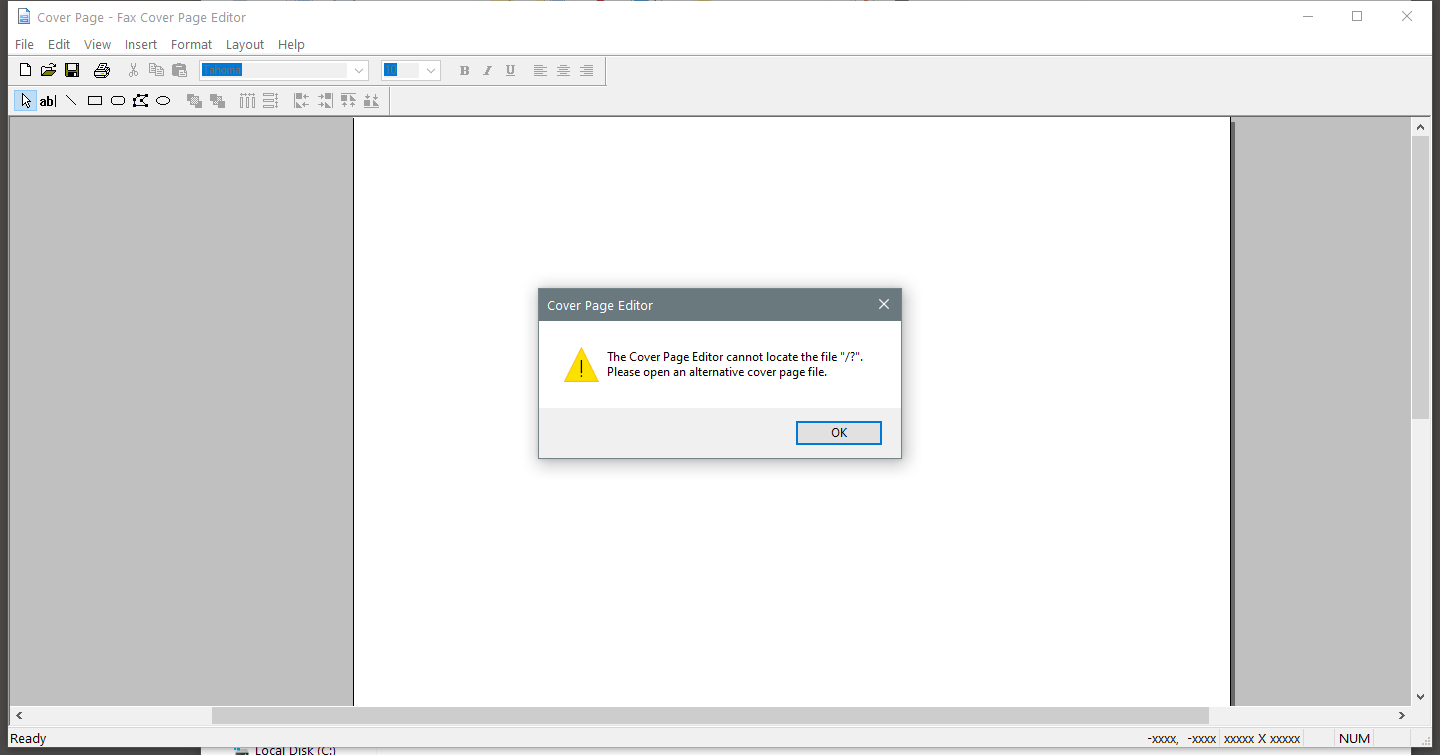 Cover Page - Fax Cover Page Editor
File Edit View Insert Format Layout Help
Tahoma 10 B I U
ab|
Cover Page Editor
The Cover Page Editor cannot locate the file "/?".
Please open an alternative cover page file.
OK
Ready -xxxx, -xxxx xxxxx X xxxxx NUM
Local Disk (C:)